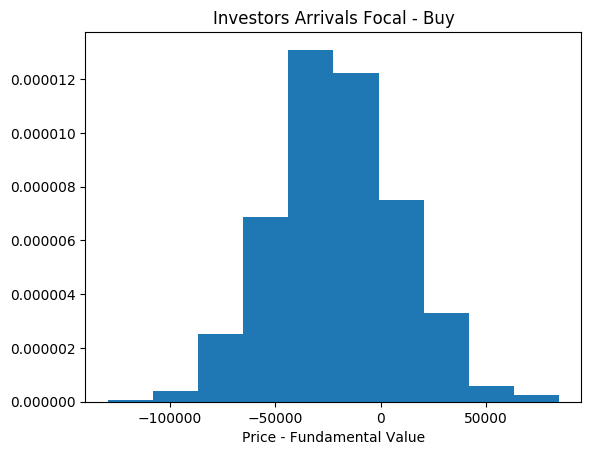 Investors Arrivals Focal - Buy
0.000012
0.000010
0.000008
0.000006
0.000004
0.000002
0.000000
−100000 −50000 0 50000
Price - Fundamental Value